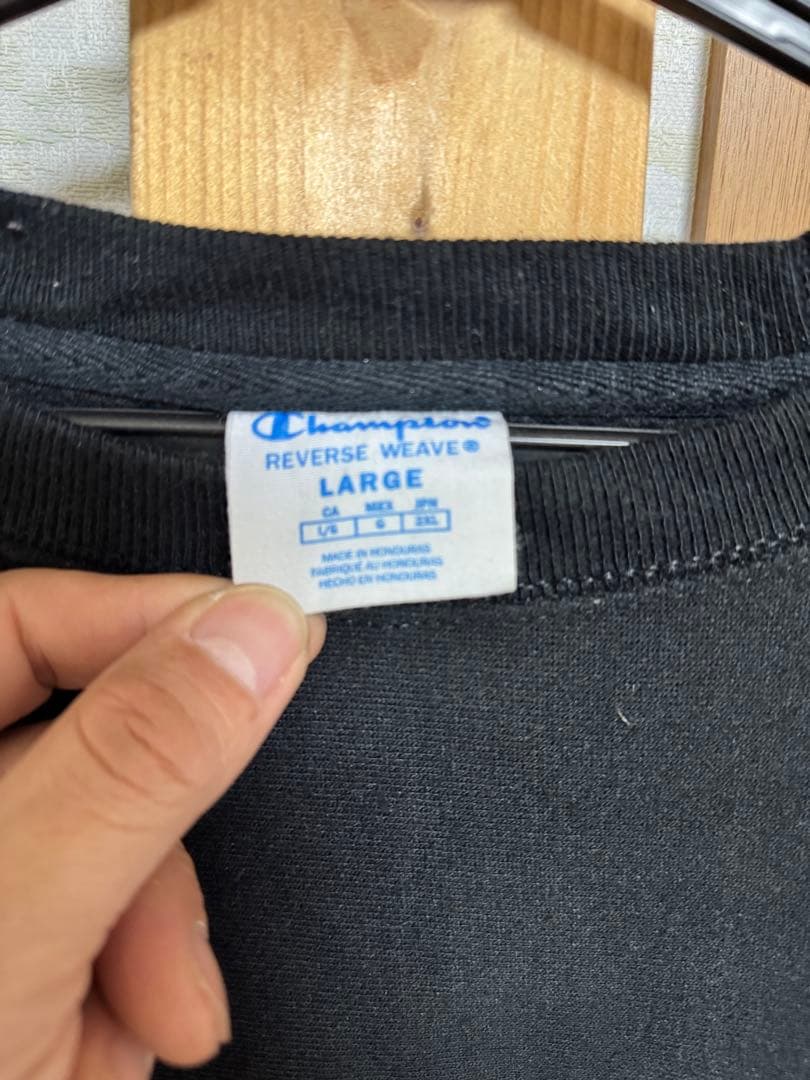 Champion
REVERSE WEAVE®
LARGE
CA MEX JPN
L/G G 2XL
MADE IN HONDURAS
FABRIQUÉ AU HONDURAS
HECHO EN HONDURAS